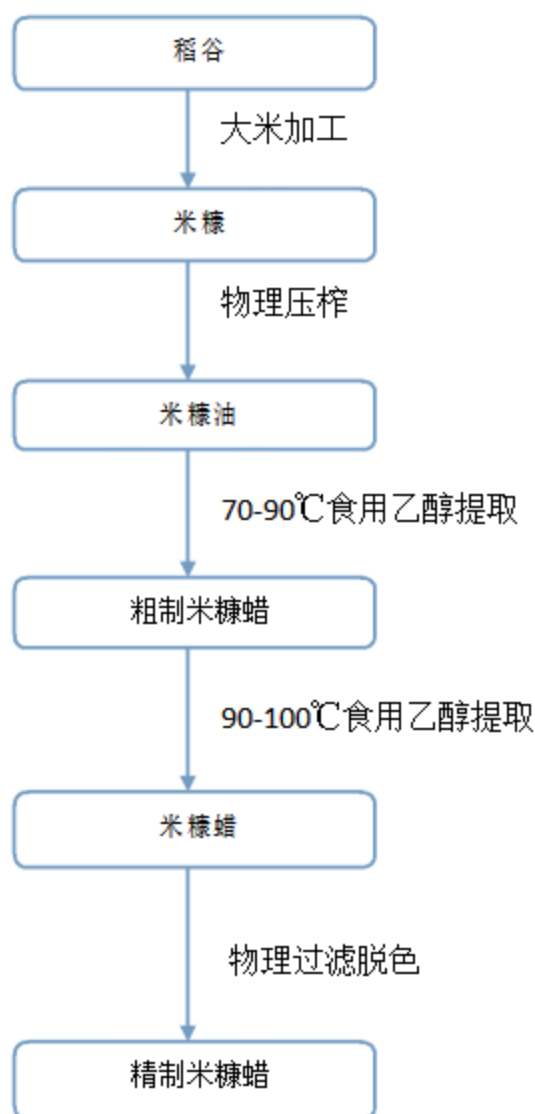 稻谷
大米加工
米糠
物理压榨
米糠油
70-90℃食用乙醇提取
粗制米糠蜡
90-100℃食用乙醇提取
米糠蜡
物理过滤脱色
精制米糠蜡